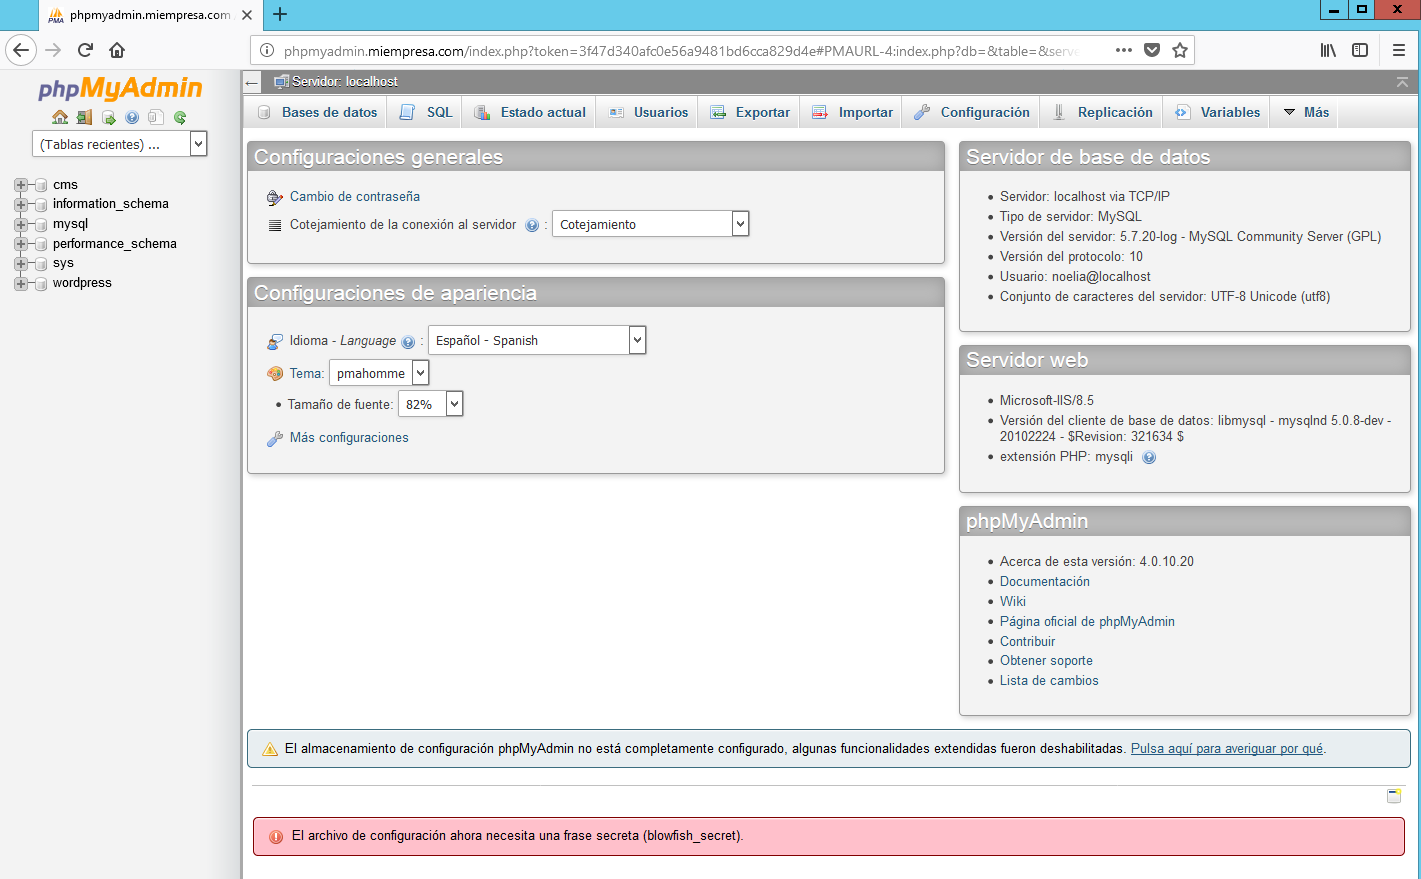 phpmyadmin.miempresa.com
phpmyadmin.miempresa.com/index.php?token=3f47d340afc0e56a9481bd6cca829d4e#PMAURL-4:index.php?db=&table=&serve
phpMyAdmin
(Tablas recientes) ...
cms
information_schema
mysql
performance_schema
sys
wordpress
Servidor: localhost
Bases de datos SQL Estado actual Usuarios Exportar Importar Configuración Replicación Variables Más
Configuraciones generales
Cambio de contraseña
Cotejamiento de la conexión al servidor : Cotejamiento
Configuraciones de apariencia
Idioma - Language : Español - Spanish
Tema: pmahomme
Tamaño de fuente: 82%
Más configuraciones
Servidor de base de datos
Servidor: localhost via TCP/IP
Tipo de servidor: MySQL
Versión del servidor: 5.7.20-log - MySQL Community Server (GPL)
Versión del protocolo: 10
Usuario: noelia@localhost
Conjunto de caracteres del servidor: UTF-8 Unicode (utf8)
Servidor web
Microsoft-IIS/8.5
Versión del cliente de base de datos: libmysql - mysqlnd 5.0.8-dev -
20102224 - $Revision: 321634 $
extensión PHP: mysqli
phpMyAdmin
Acerca de esta versión: 4.0.10.20
Documentación
Wiki
Página oficial de phpMyAdmin
Contribuir
Obtener soporte
Lista de cambios
El almacenamiento de configuración phpMyAdmin no está completamente configurado, algunas funcionalidades extendidas fueron deshabilitadas. Pulsa aquí para averiguar por qué.
El archivo de configuración ahora necesita una frase secreta (blowfish_secret).